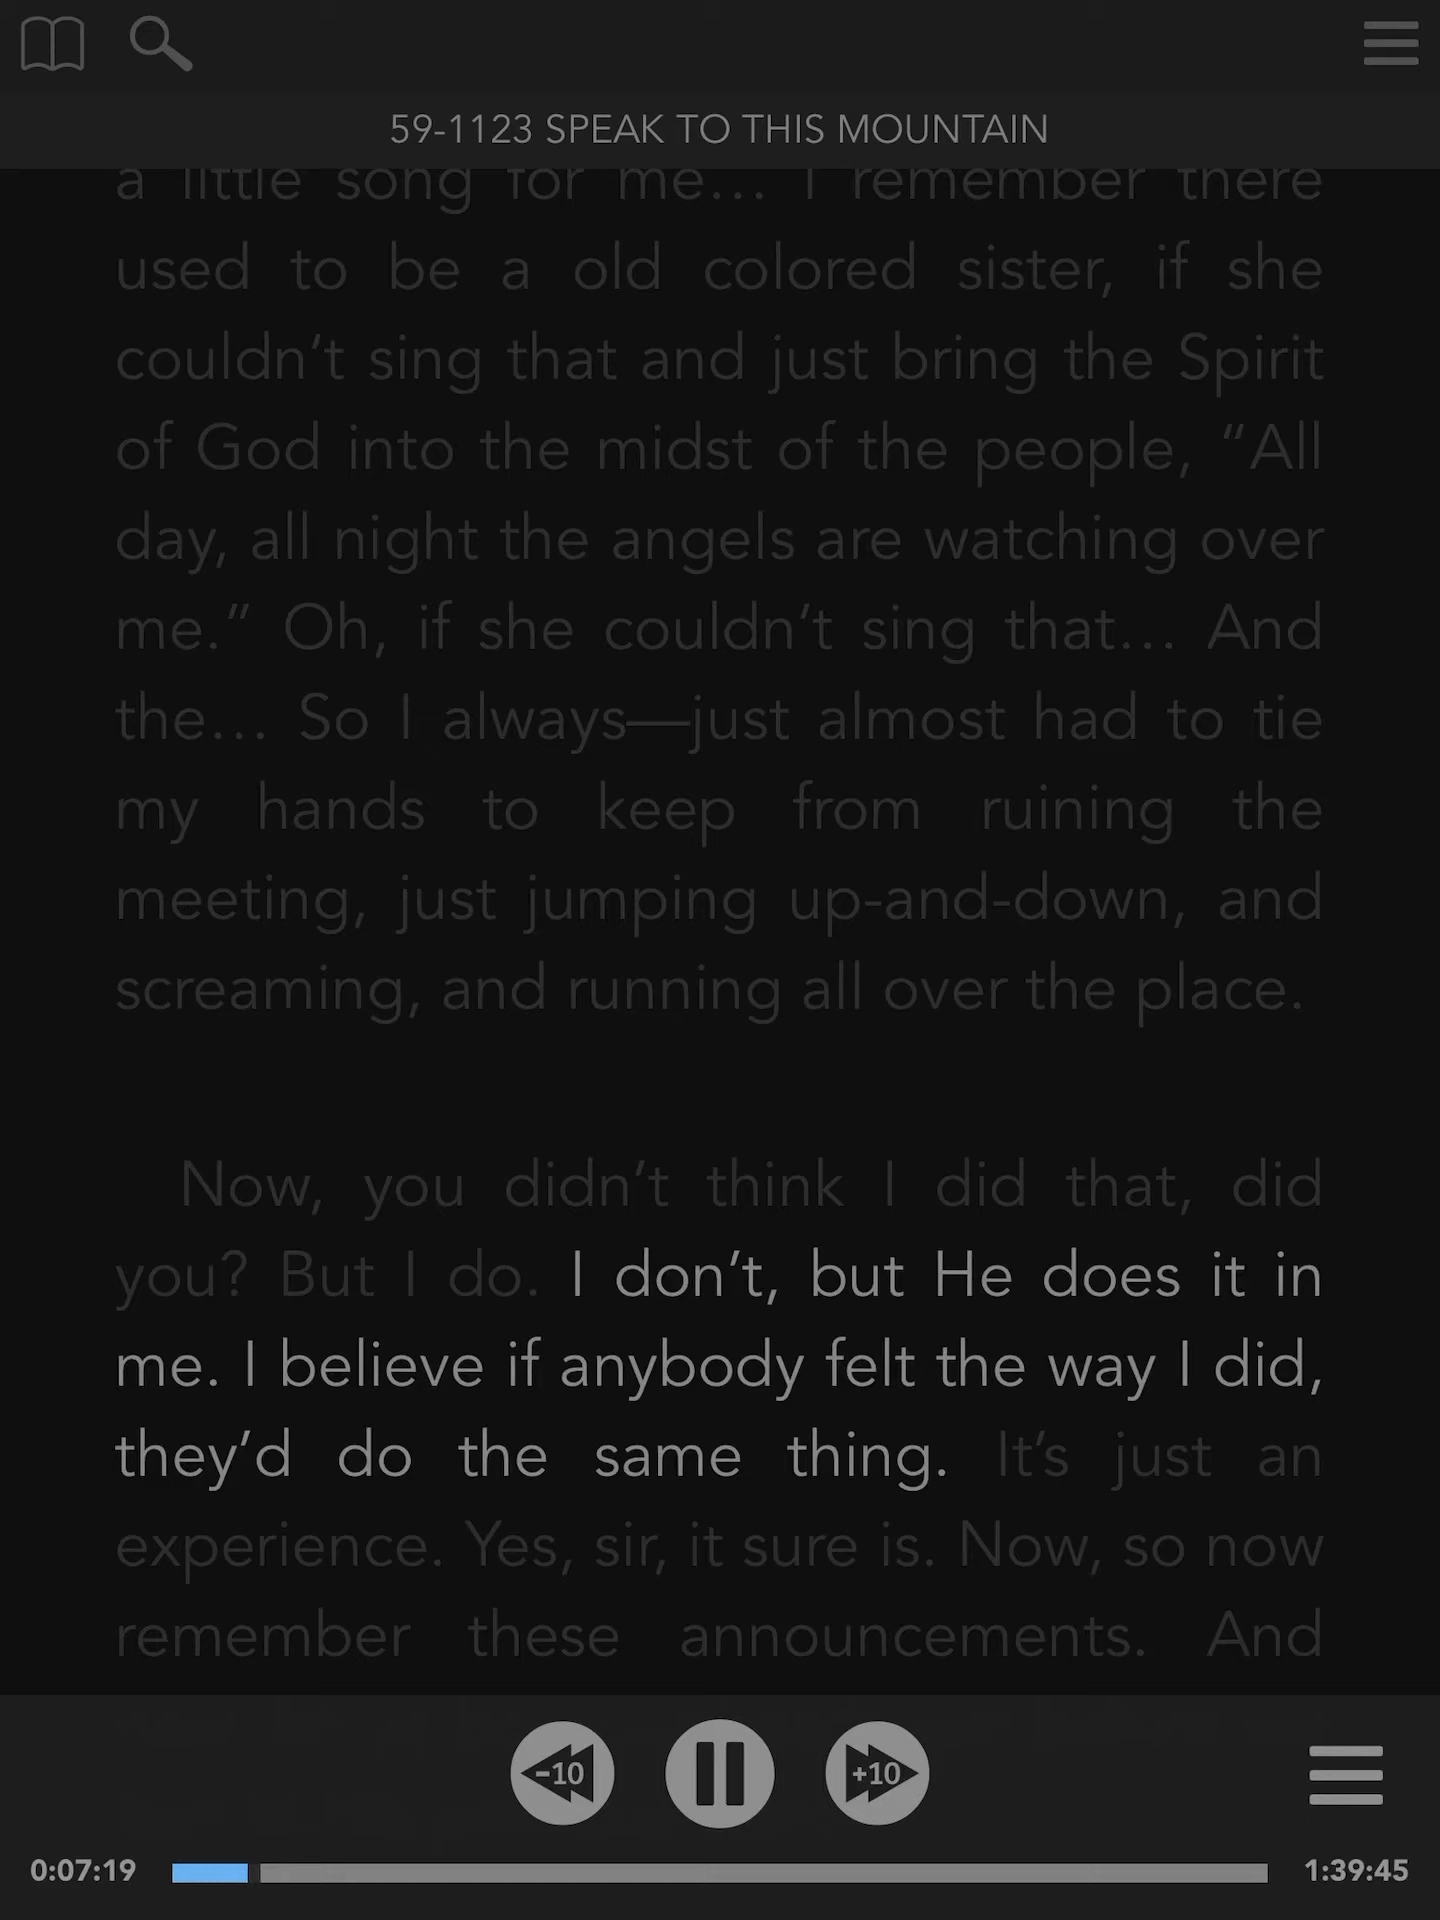 59-1123 SPEAK TO THIS MOUNTAIN
a little song for me… I remember there
used to be a old colored sister, if she
couldn’t sing that and just bring the Spirit
of God into the midst of the people, “All
day, all night the angels are watching over
me.” Oh, if she couldn’t sing that… And
the… So I always—just almost had to tie
my hands to keep from ruining the
meeting, just jumping up-and-down, and
screaming, and running all over the place.
Now, you didn’t think I did that, did
you? But I do. I don’t, but He does it in
me. I believe if anybody felt the way I did,
they’d do the same thing. It’s just an
experience. Yes, sir, it sure is. Now, so now
remember these announcements. And
-10 +10
0:07:19 1:39:45